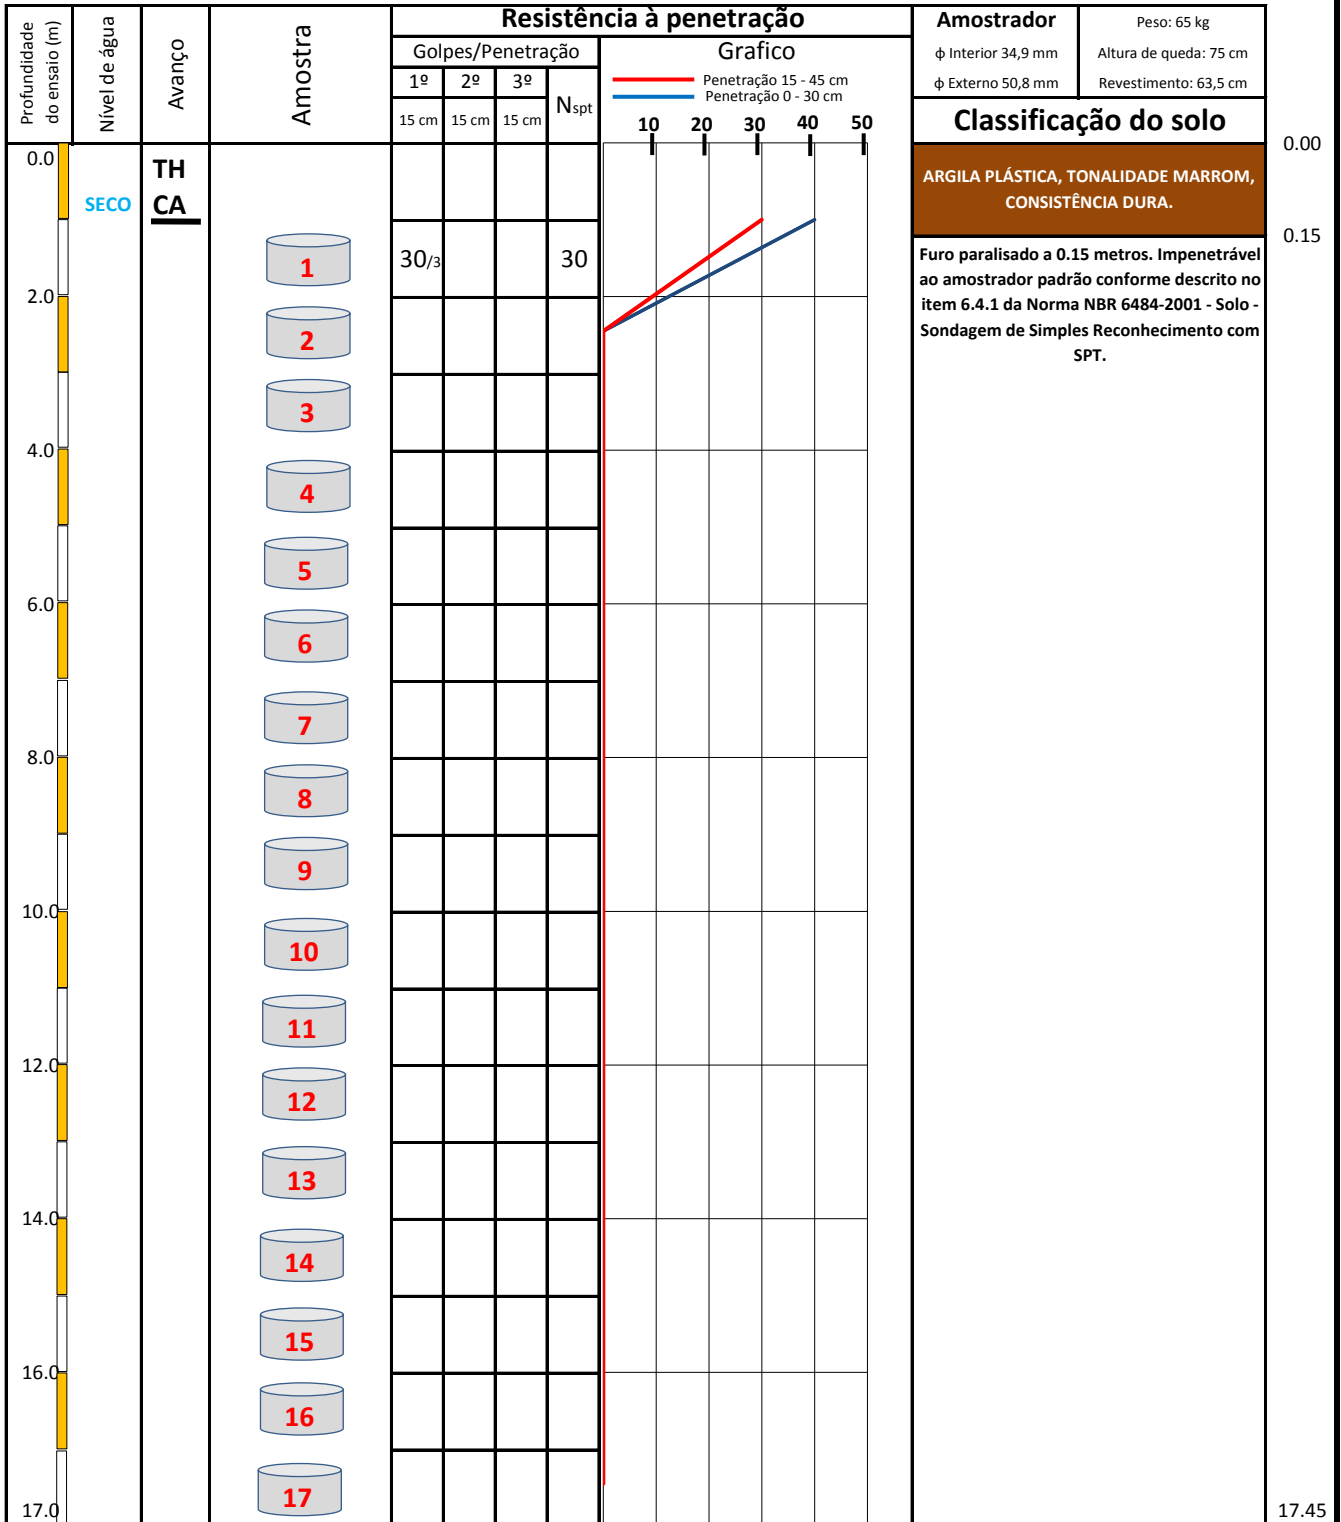 Profundidade
do ensaio (m)
Nível de água
Avanço
Amostra
Resistência à penetração
Golpes/Penetração
1º 2º 3º
Nspt
15 cm 15 cm 15 cm
Grafico
Penetração 15 - 45 cm
Penetração 0 - 30 cm
10 20 30 40 50
Amostrador
ϕ Interior 34,9 mm
ϕ Externo 50,8 mm
Peso: 65 kg
Altura de queda: 75 cm
Revestimento: 63,5 cm
Classificação do solo
0.00
0.0
TH
SECO CA
ARGILA PLÁSTICA, TONALIDADE MARROM,
CONSISTÊNCIA DURA.
0.15
1
30/3 30
Furo paralisado a 0.15 metros. Impenetrável
ao amostrador padrão conforme descrito no
item 6.4.1 da Norma NBR 6484-2001 - Solo -
Sondagem de Simples Reconhecimento com
SPT.
2.0
2
3
4.0
4
5
6.0
6
7
8.0
8
9
10.0
10
11
12.0
12
13
14.0
14
15
16.0
16
17
17.0
17.45